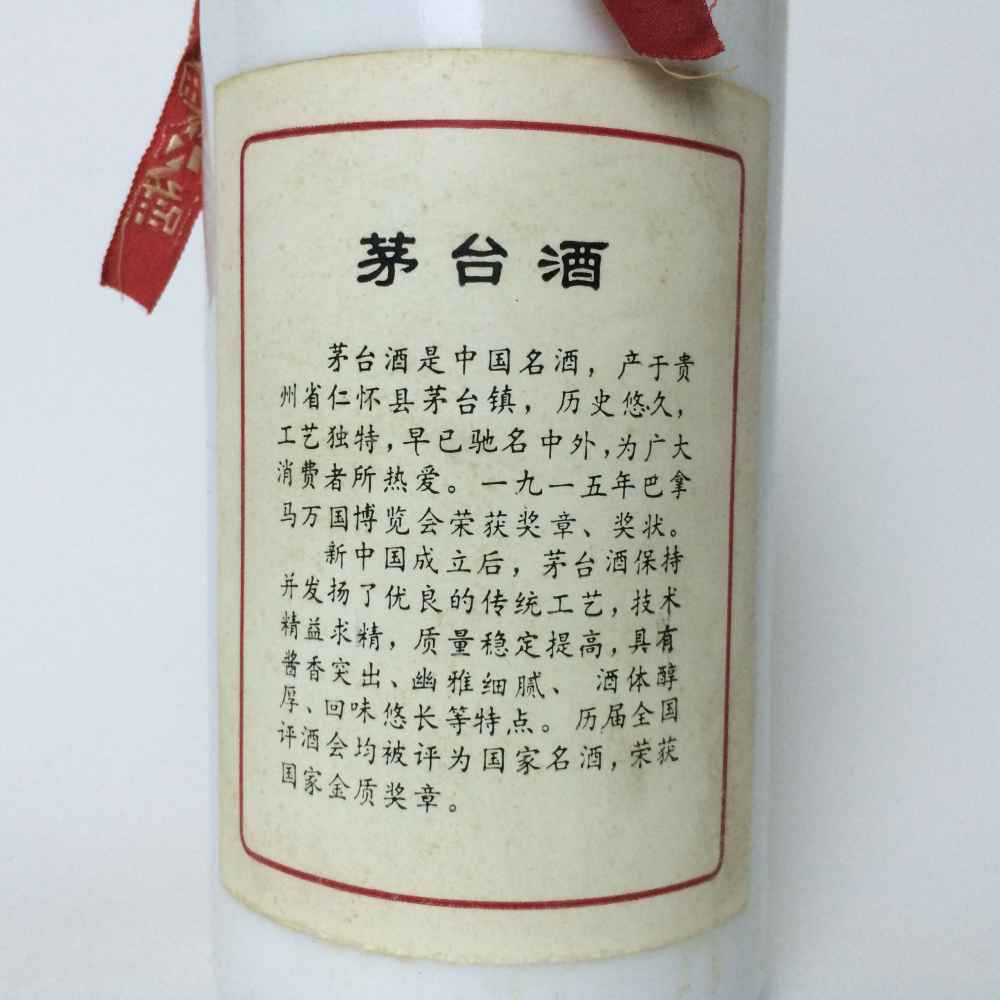 茅台酒
茅台酒是中国名酒，产于贵
州省仁怀县茅台镇，历史悠久，
工艺独特，早已驰名中外，为广大
消费者所热爱。一九一五年巴拿
马万国博览会荣获奖章、奖状。
新中国成立后，茅台酒保持
并发扬了优良的传统工艺，技术
精益求精，质量稳定提高，具有
酱香突出、幽雅细腻、酒体醇
厚、回味悠长等特点。历届全国
评酒会均被评为国家名酒，荣获
国家金质奖章。